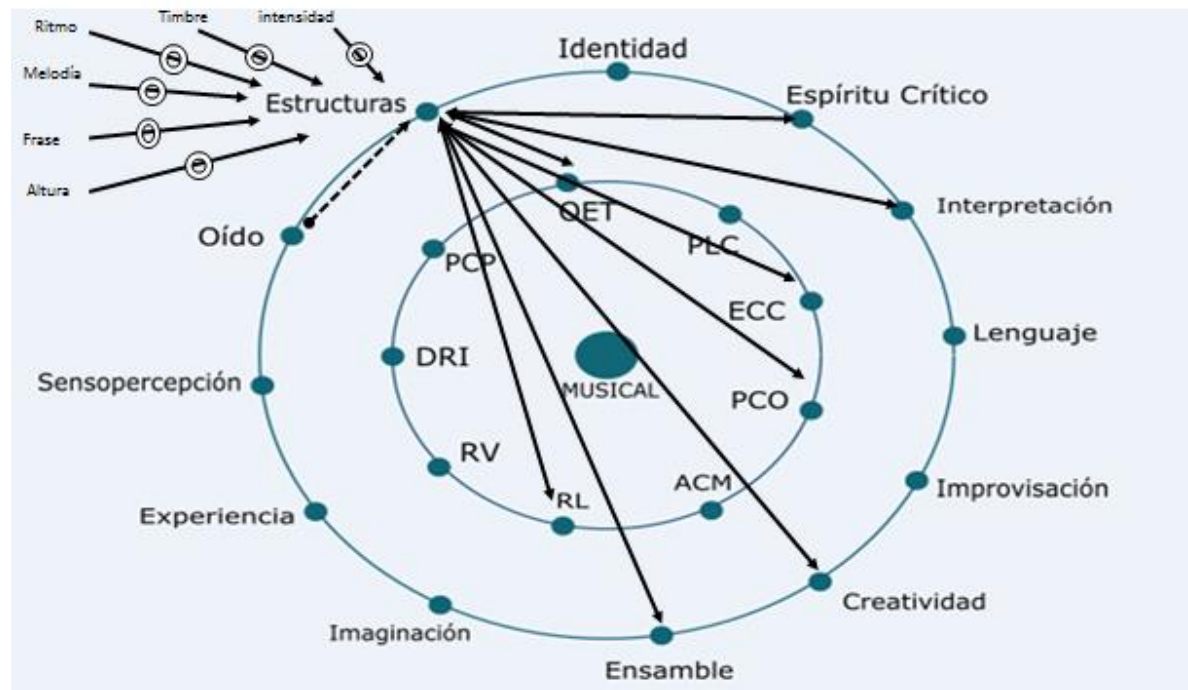 Timbre
intensidad
Ritmo
Identidad
Melodía
Espíritu Crítico
Estructuras
Frase
Altura
OET
Interpretación
Oído
PLC
PCP
ECC
Lenguaje
DRI
Sensopercepción
MUSICAL
PCO
RV
ACM
Improvisación
RL
Experiencia
Creatividad
Imaginación
Ensamble